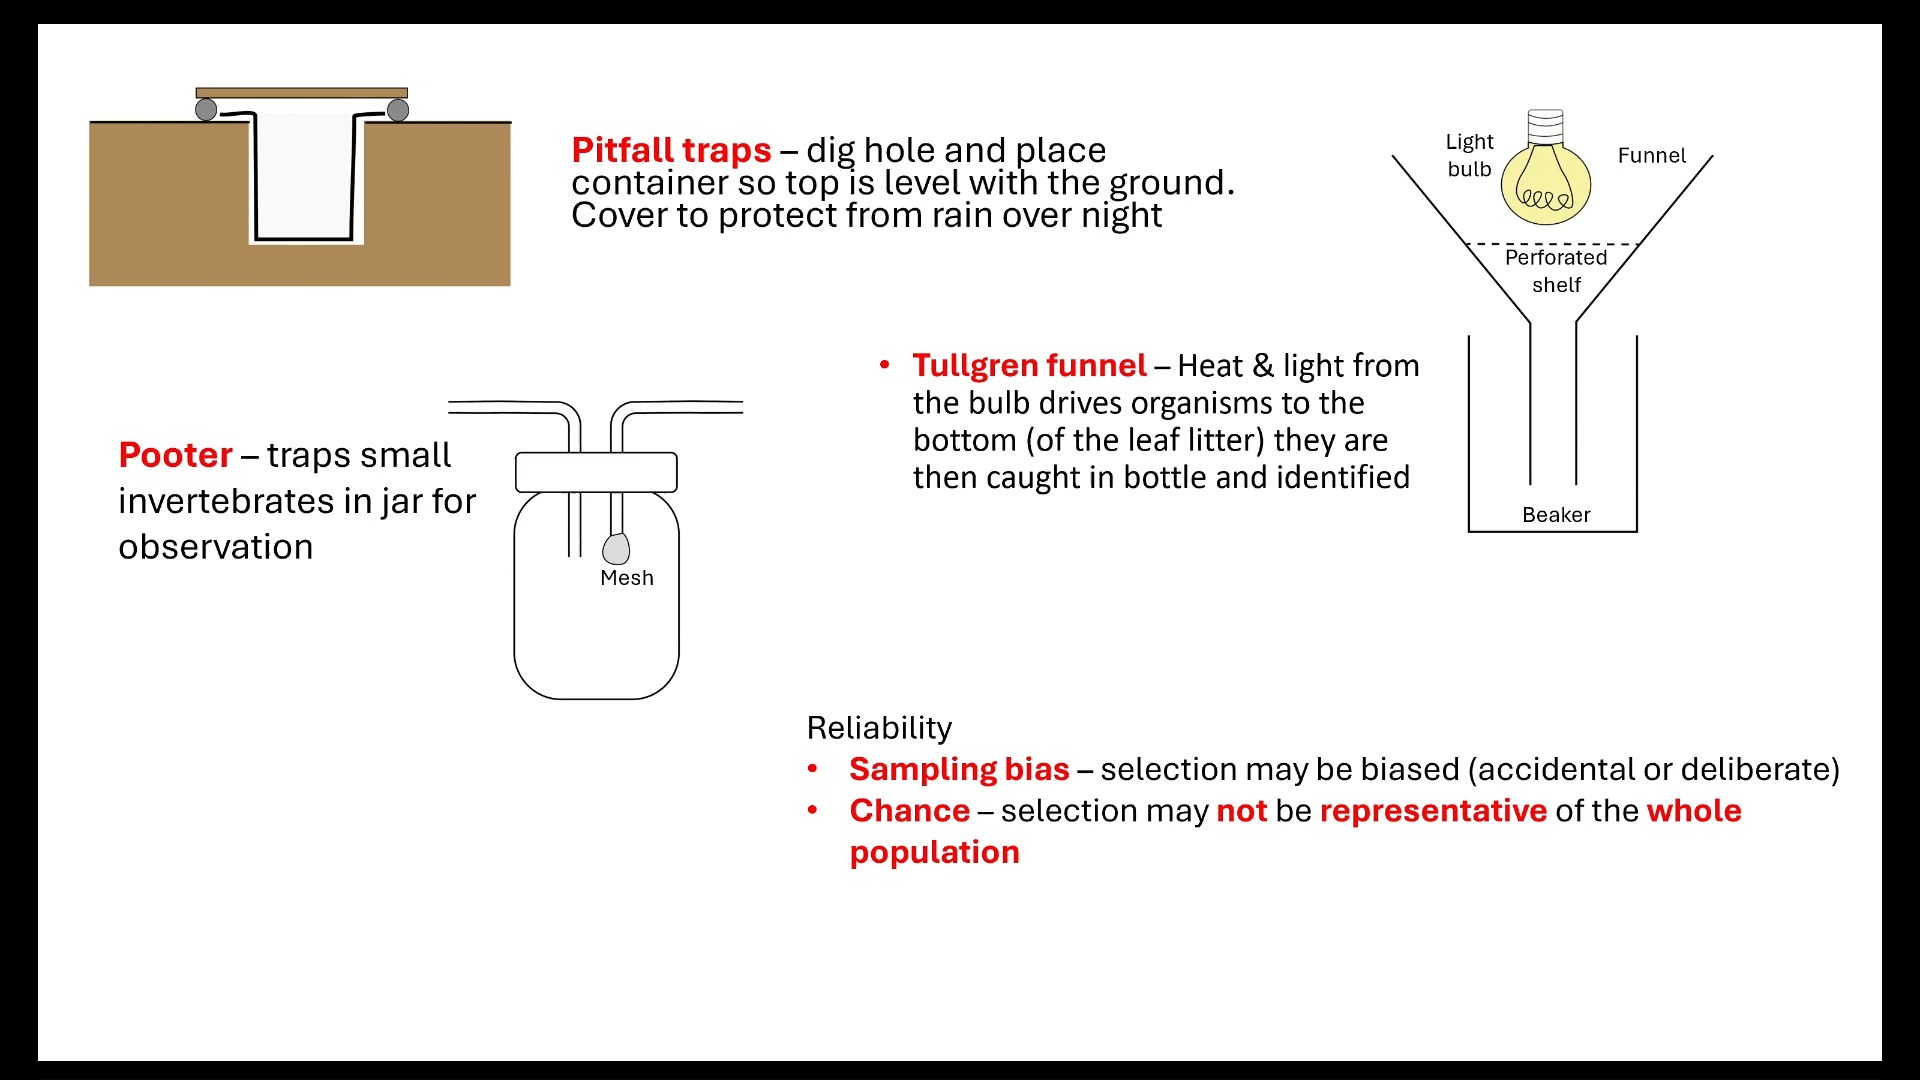 Pitfall traps – dig hole and place
container so top is level with the ground.
Cover to protect from rain over night
Light
bulb
Funnel
Perforated
shelf
Beaker
• Tullgren funnel – Heat & light from
the bulb drives organisms to the
bottom (of the leaf litter) they are
then caught in bottle and identified
Pooter – traps small
invertebrates in jar for
observation
Mesh
Reliability
• Sampling bias – selection may be biased (accidental or deliberate)
• Chance – selection may not be representative of the whole
population